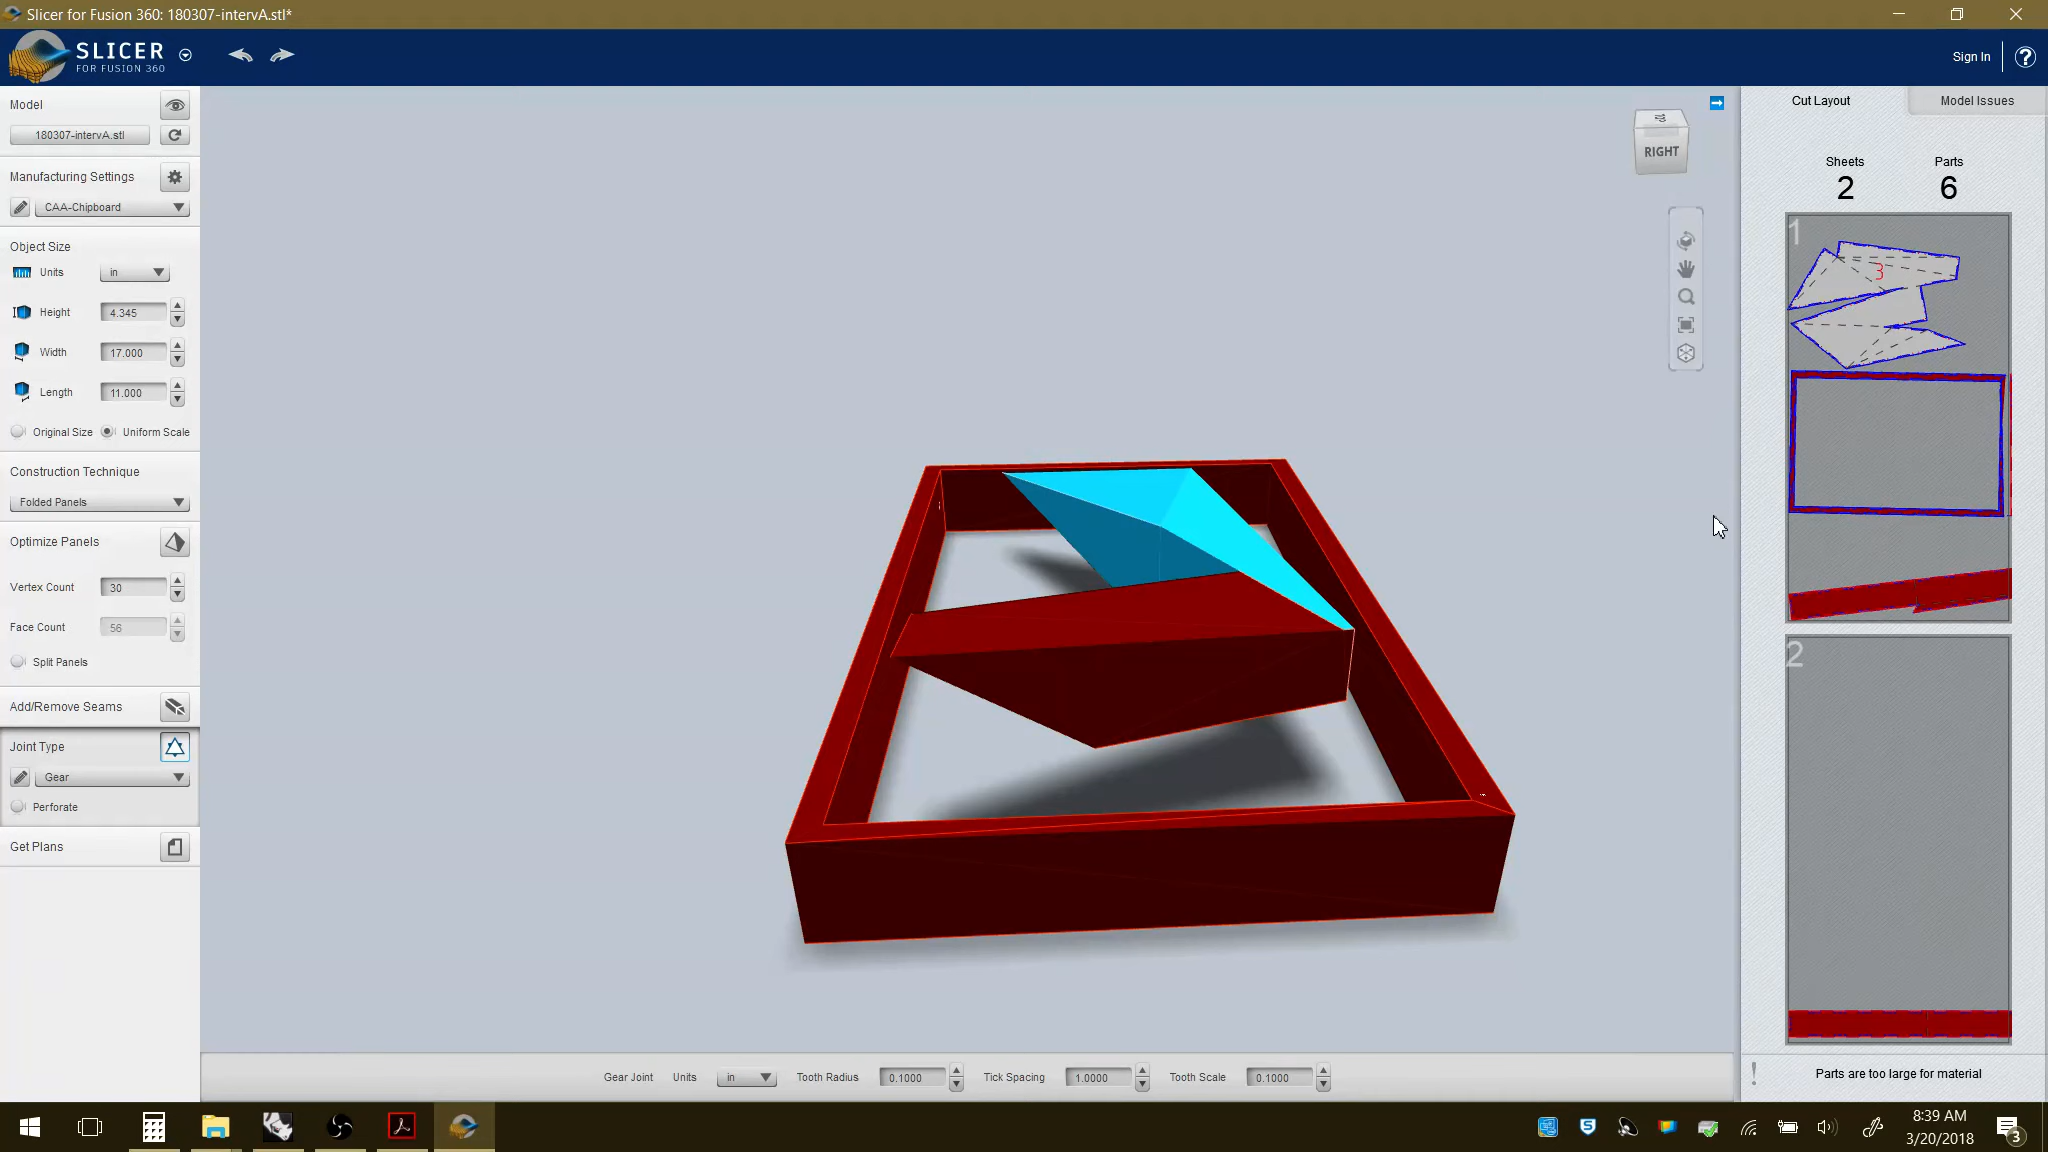 Slicer for Fusion 360: 180307-intervA.stl*
SLICER
FOR FUSION 360
Sign In
?
Model
180307-intervA.stl
Manufacturing Settings
CAA-Chipboard
Object Size
Units in
Height 4.345
Width 17.000
Length 11.000
Original Size Uniform Scale
Construction Technique
Folded Panels
Optimize Panels
Vertex Count 30
Face Count 56
Split Panels
Add/Remove Seams
Joint Type
Gear
Perforate
Get Plans
RIGHT
Gear Joint Units in Tooth Radius 0.1000 Tick Spacing 1.0000 Tooth Scale 0.1000
Cut Layout Model Issues
Sheets Parts
2 6
1
3
2
! Parts are too large for material
8:39 AM
3/20/2018
3